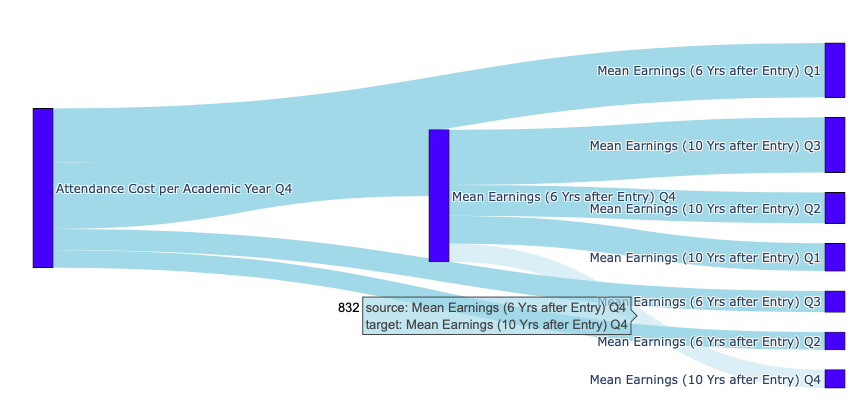 Mean Earnings (6 Yrs after Entry) Q1
Mean Earnings (10 Yrs after Entry) Q3
Attendance Cost per Academic Year Q4
Mean Earnings (6 Yrs after Entry) Q4
Mean Earnings (10 Yrs after Entry) Q2
Mean Earnings (10 Yrs after Entry) Q1
Mean Earnings (6 Yrs after Entry) Q3
832
source: Mean Earnings (6 Yrs after Entry) Q4
target: Mean Earnings (10 Yrs after Entry) Q4
Mean Earnings (6 Yrs after Entry) Q2
Mean Earnings (10 Yrs after Entry) Q4